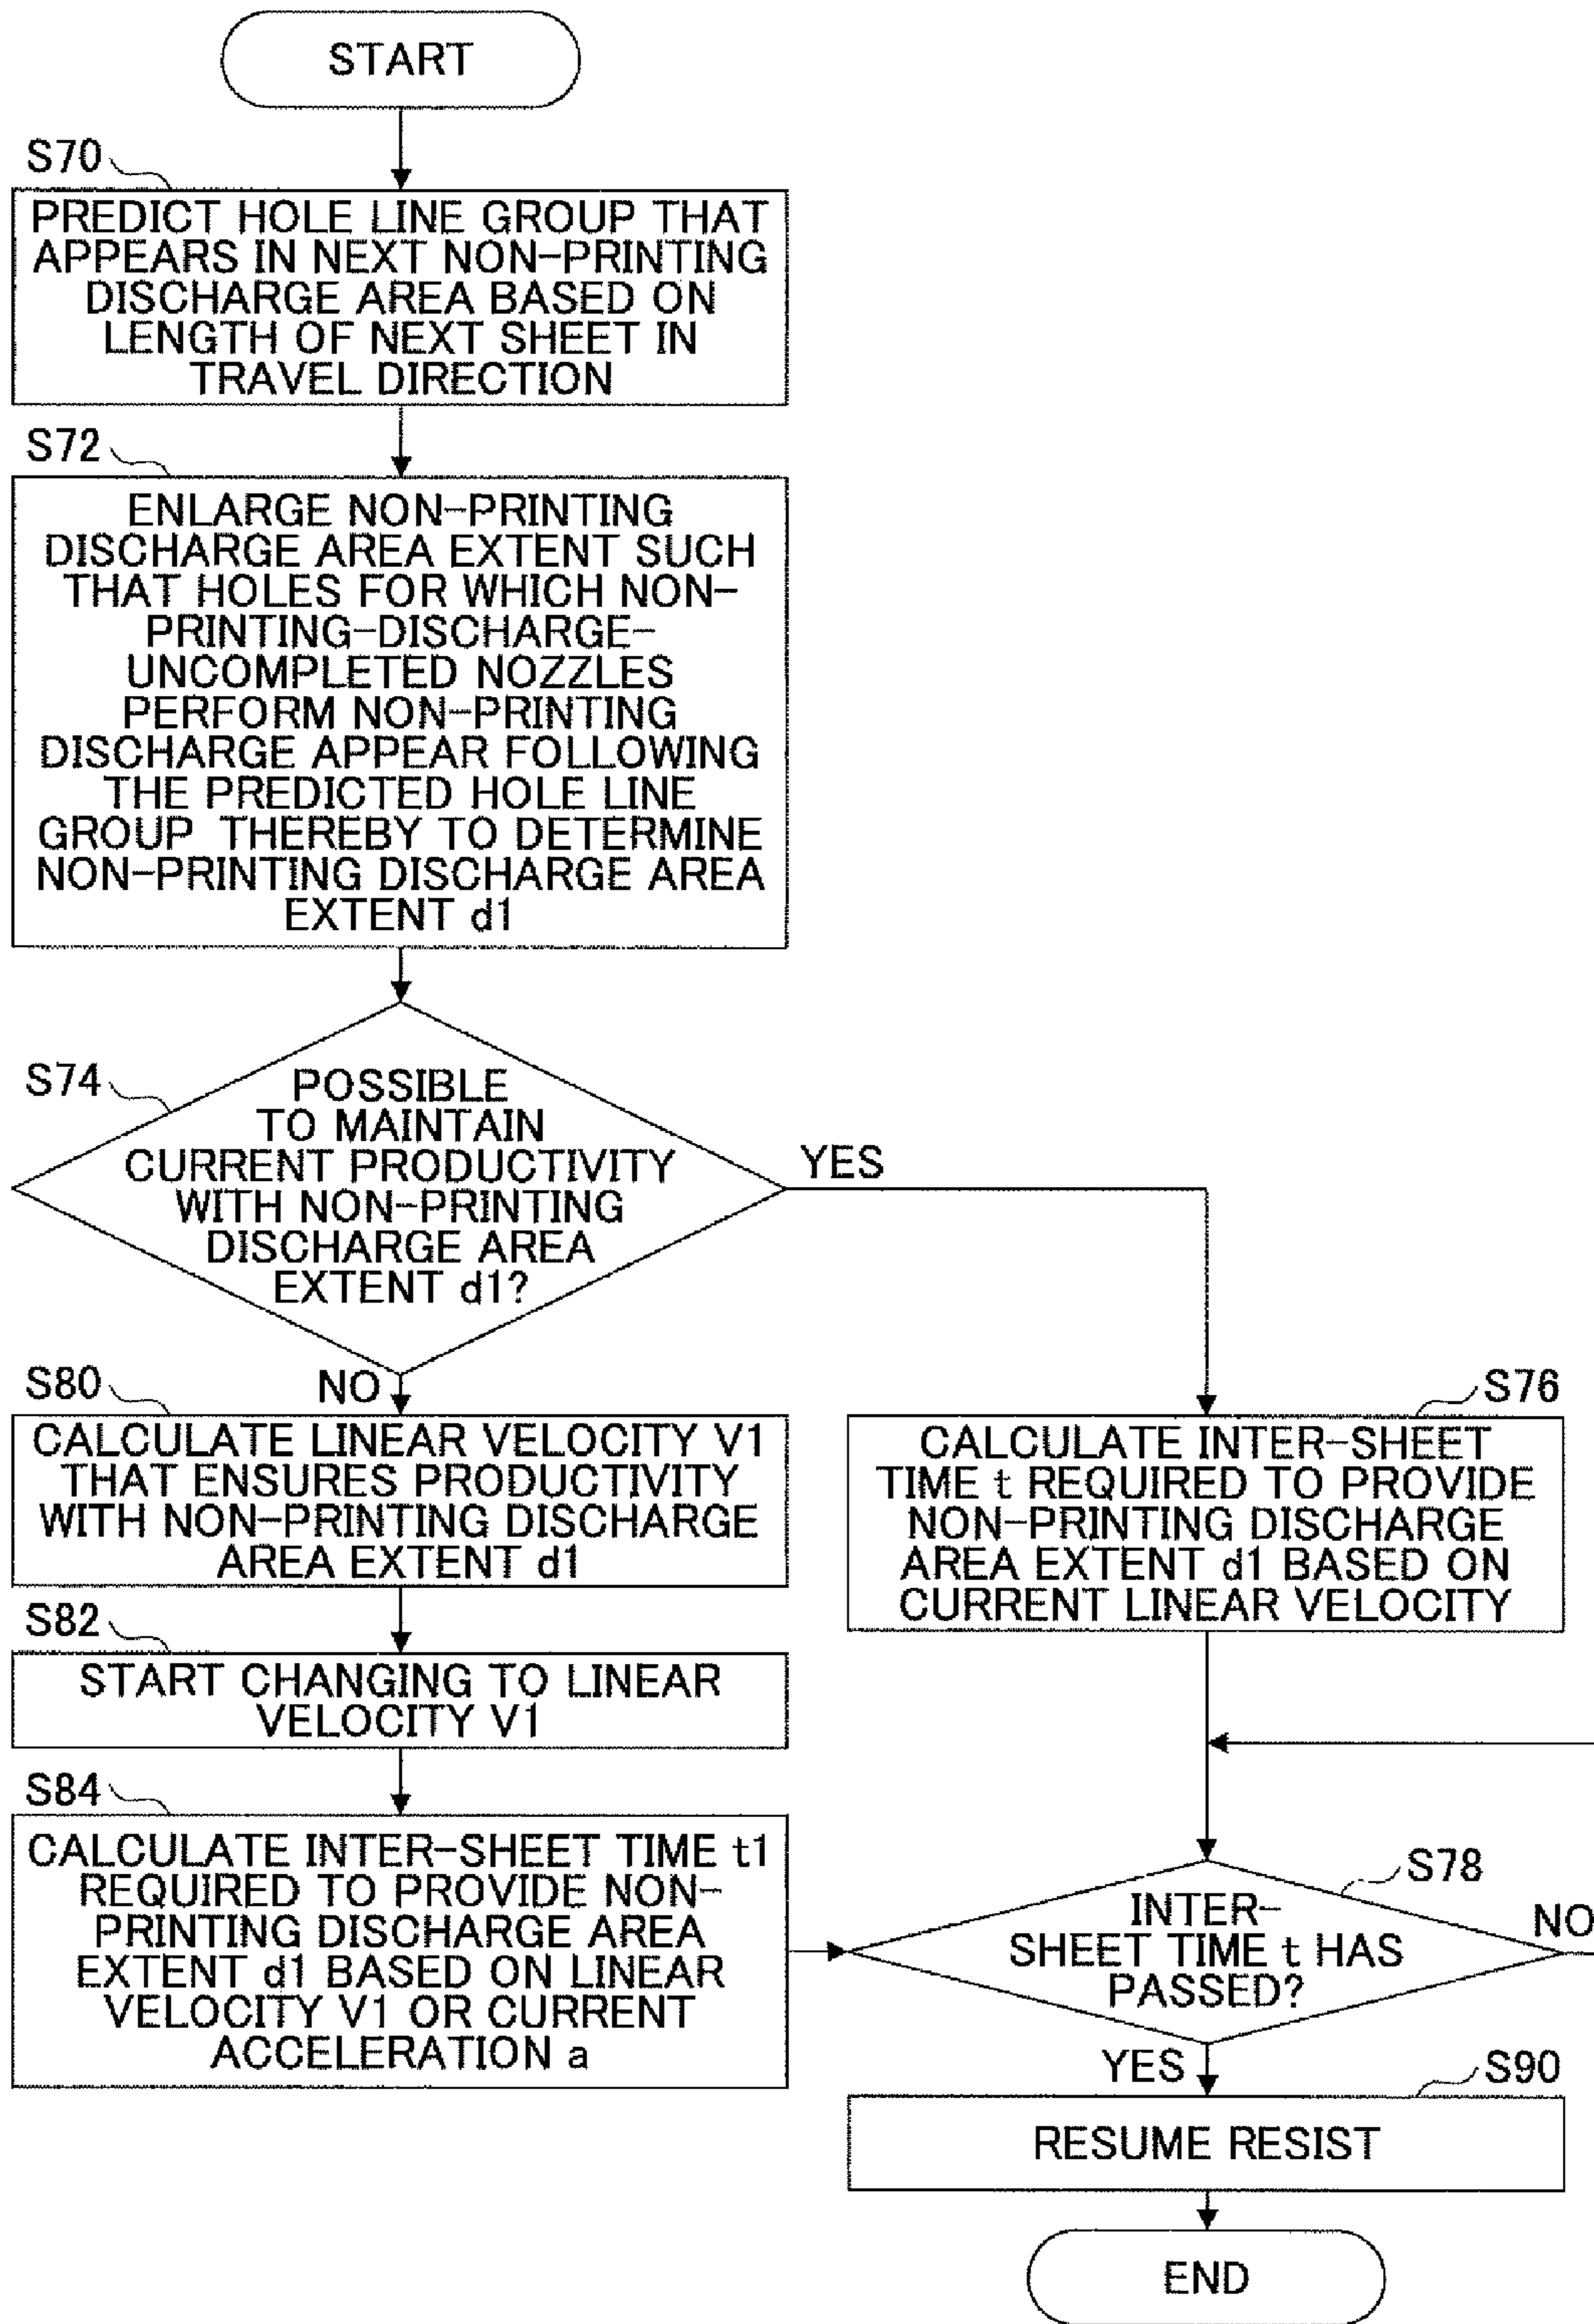 START
S70
PREDICT HOLE LINE GROUP THAT
APPEARS IN NEXT NON-PRINTING
DISCHARGE AREA BASED ON
LENGTH OF NEXT SHEET IN
TRAVEL DIRECTION
S72
ENLARGE NON-PRINTING
DISCHARGE AREA EXTENT SUCH
THAT HOLES FOR WHICH NON-
PRINTING-DISCHARGE-
UNCOMPLETED NOZZLES
PERFORM NON-PRINTING
DISCHARGE APPEAR FOLLOWING
THE PREDICTED HOLE LINE
GROUP THEREBY TO DETERMINE
NON-PRINTING DISCHARGE AREA
EXTENT d1
S74
POSSIBLE
TO MAINTAIN
CURRENT PRODUCTIVITY
WITH NON-PRINTING
DISCHARGE AREA
EXTENT d1?
YES
NO
S80
CALCULATE LINEAR VELOCITY V1
THAT ENSURES PRODUCTIVITY
WITH NON-PRINTING DISCHARGE
AREA EXTENT d1
S82
START CHANGING TO LINEAR
VELOCITY V1
S84
CALCULATE INTER-SHEET TIME t1
REQUIRED TO PROVIDE NON-
PRINTING DISCHARGE AREA
EXTENT d1 BASED ON LINEAR
VELOCITY V1 OR CURRENT
ACCELERATION a
S76
CALCULATE INTER-SHEET
TIME t REQUIRED TO PROVIDE
NON-PRINTING DISCHARGE
AREA EXTENT d1 BASED ON
CURRENT LINEAR VELOCITY
S78
INTER-
SHEET TIME t HAS
PASSED?
NO
YES
S90
RESUME RESIST
END